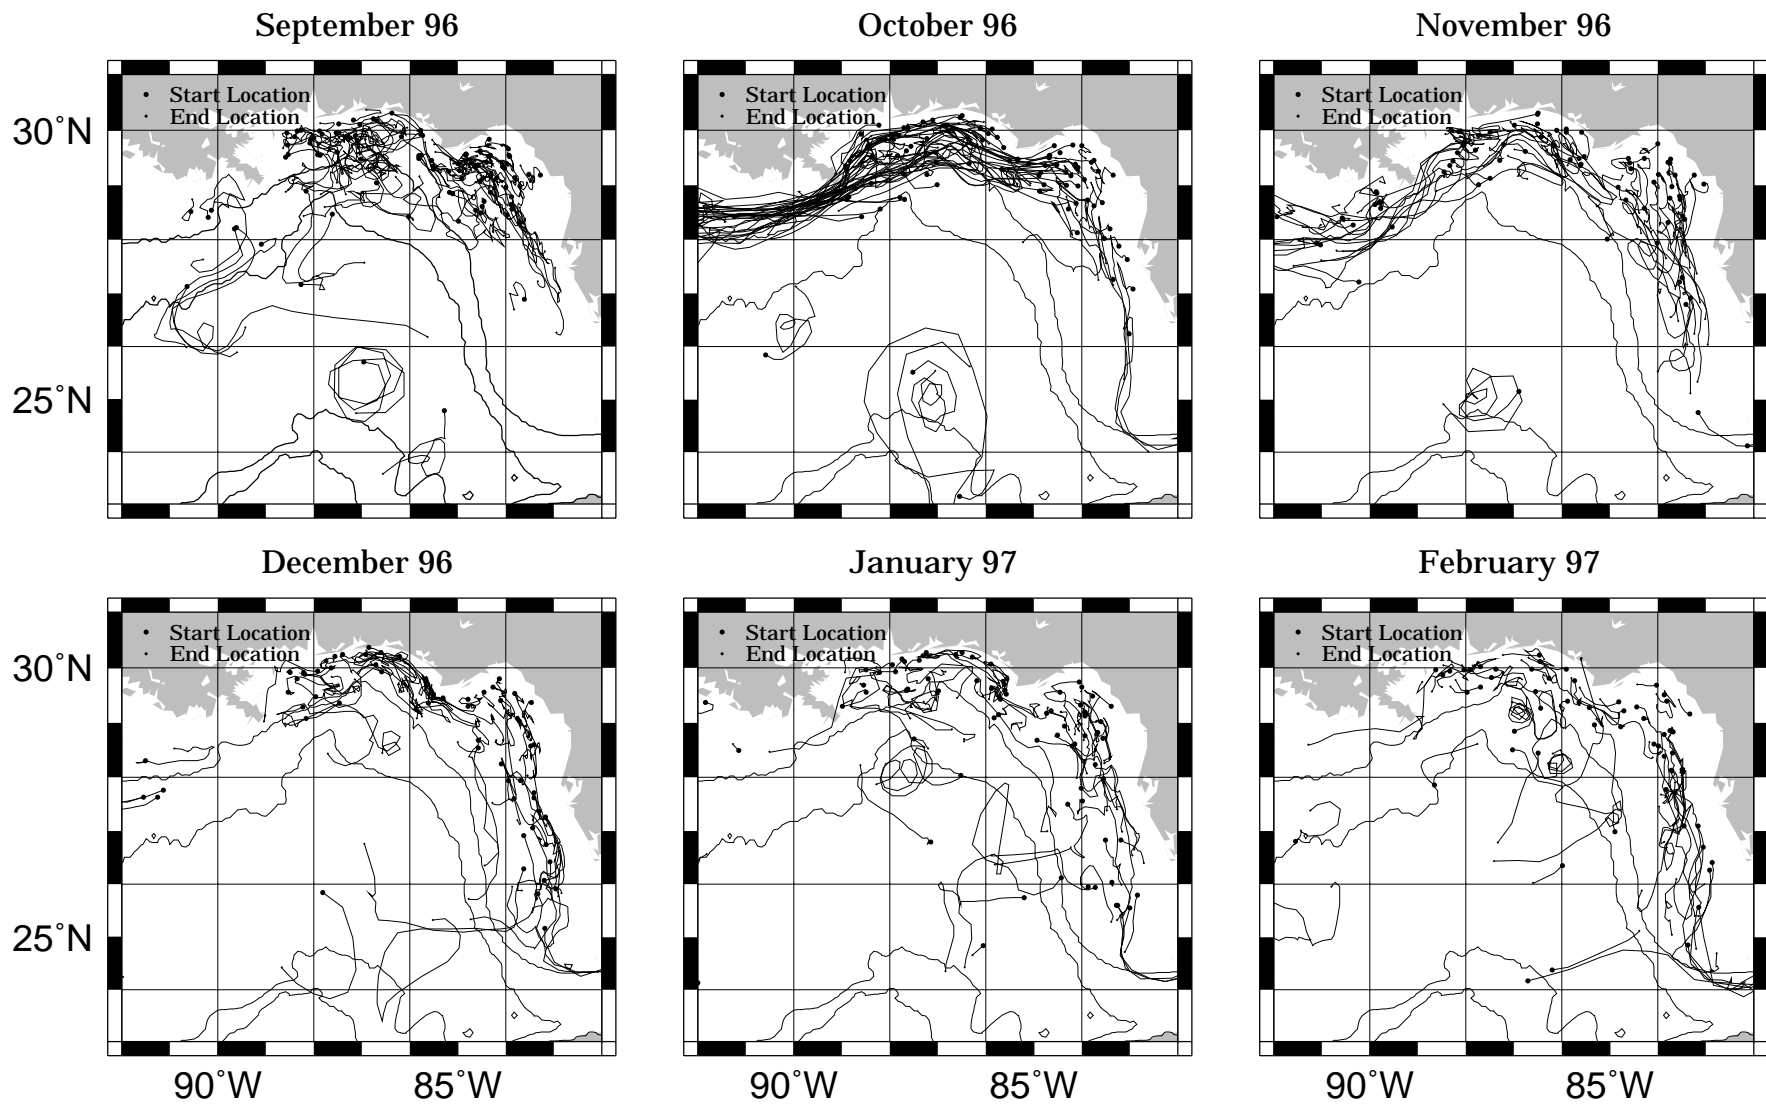 September 96
October 96
November 96
Start Location
End Location
Start Location
End Location
Start Location
End Location
30°N
25°N
December 96
January 97
February 97
Start Location
End Location
Start Location
End Location
Start Location
End Location
30°N
25°N
90°W 85°W 90°W 85°W 90°W 85°W